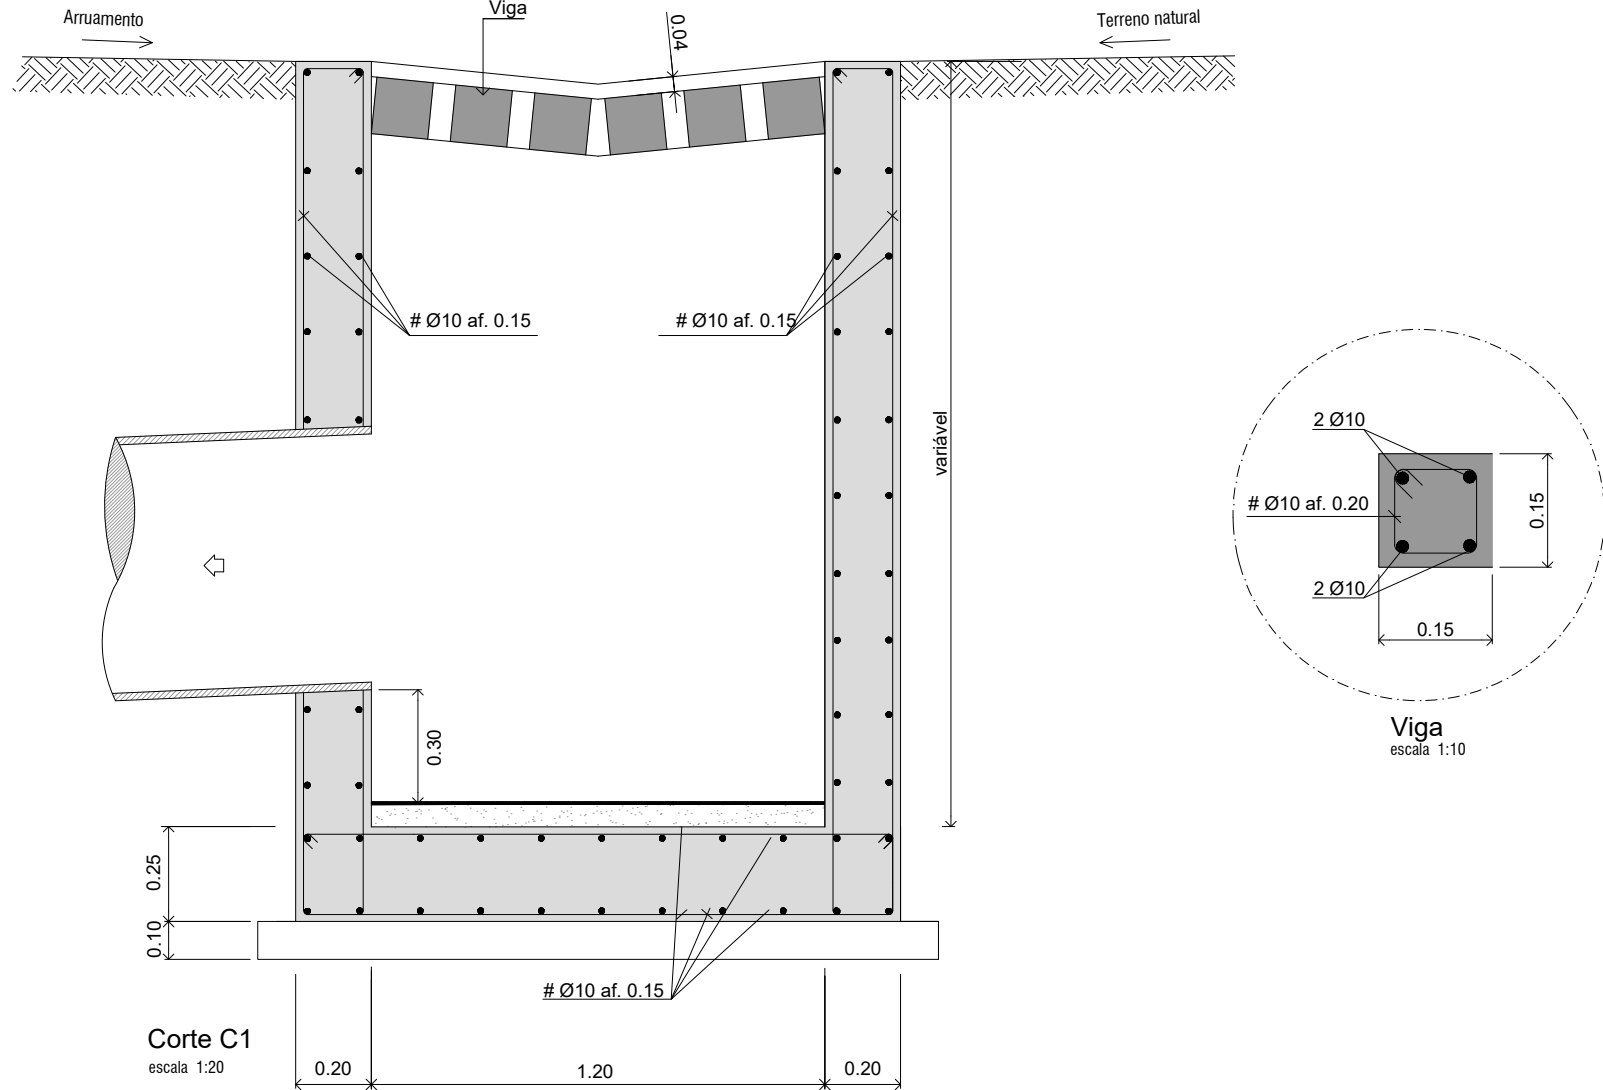 Arruamento
Viga
0.04
Terreno natural
# Ø10 af. 0.15
# Ø10 af. 0.15
variável
2 Ø10
# Ø10 af. 0.20
0.15
2 Ø10
0.15
Viga
escala 1:10
0.30
0.25
0.10
# Ø10 af. 0.15
Corte C1
escala 1:20
0.20
1.20
0.20